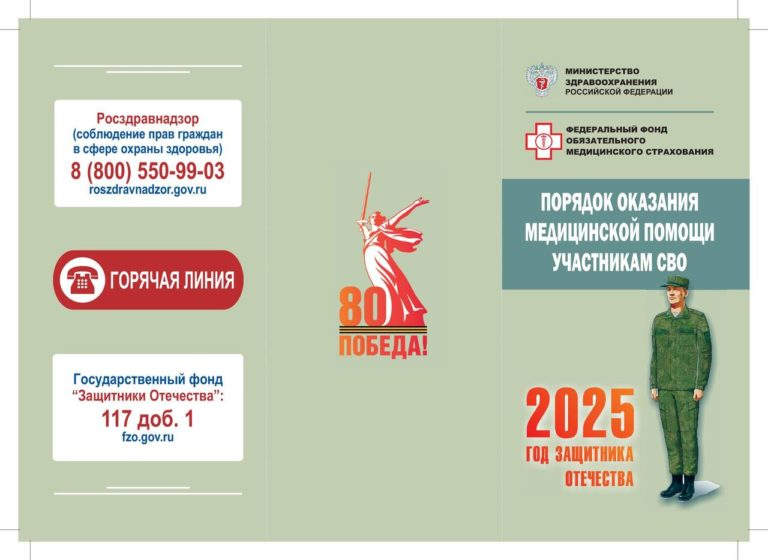 Росздравнадзор
(соблюдение прав граждан
в сфере охраны здоровья)
8 (800) 550-99-03
roszdravnadzor.gov.ru
ГОРЯЧАЯ ЛИНИЯ
Государственный фонд
“Защитники Отечества”:
117 доб. 1
fzo.gov.ru
80
ПОБЕДА!
МИНИСТЕРСТВО
ЗДРАВООХРАНЕНИЯ
РОССИЙСКОЙ ФЕДЕРАЦИИ
ФЕДЕРАЛЬНЫЙ ФОНД
ОБЯЗАТЕЛЬНОГО
МЕДИЦИНСКОГО СТРАХОВАНИЯ
ПОРЯДОК ОКАЗАНИЯ
МЕДИЦИНСКОЙ ПОМОЩИ
УЧАСТНИКАМ СВО
2025
ГОД ЗАЩИТНИКА
ОТЕЧЕСТВА